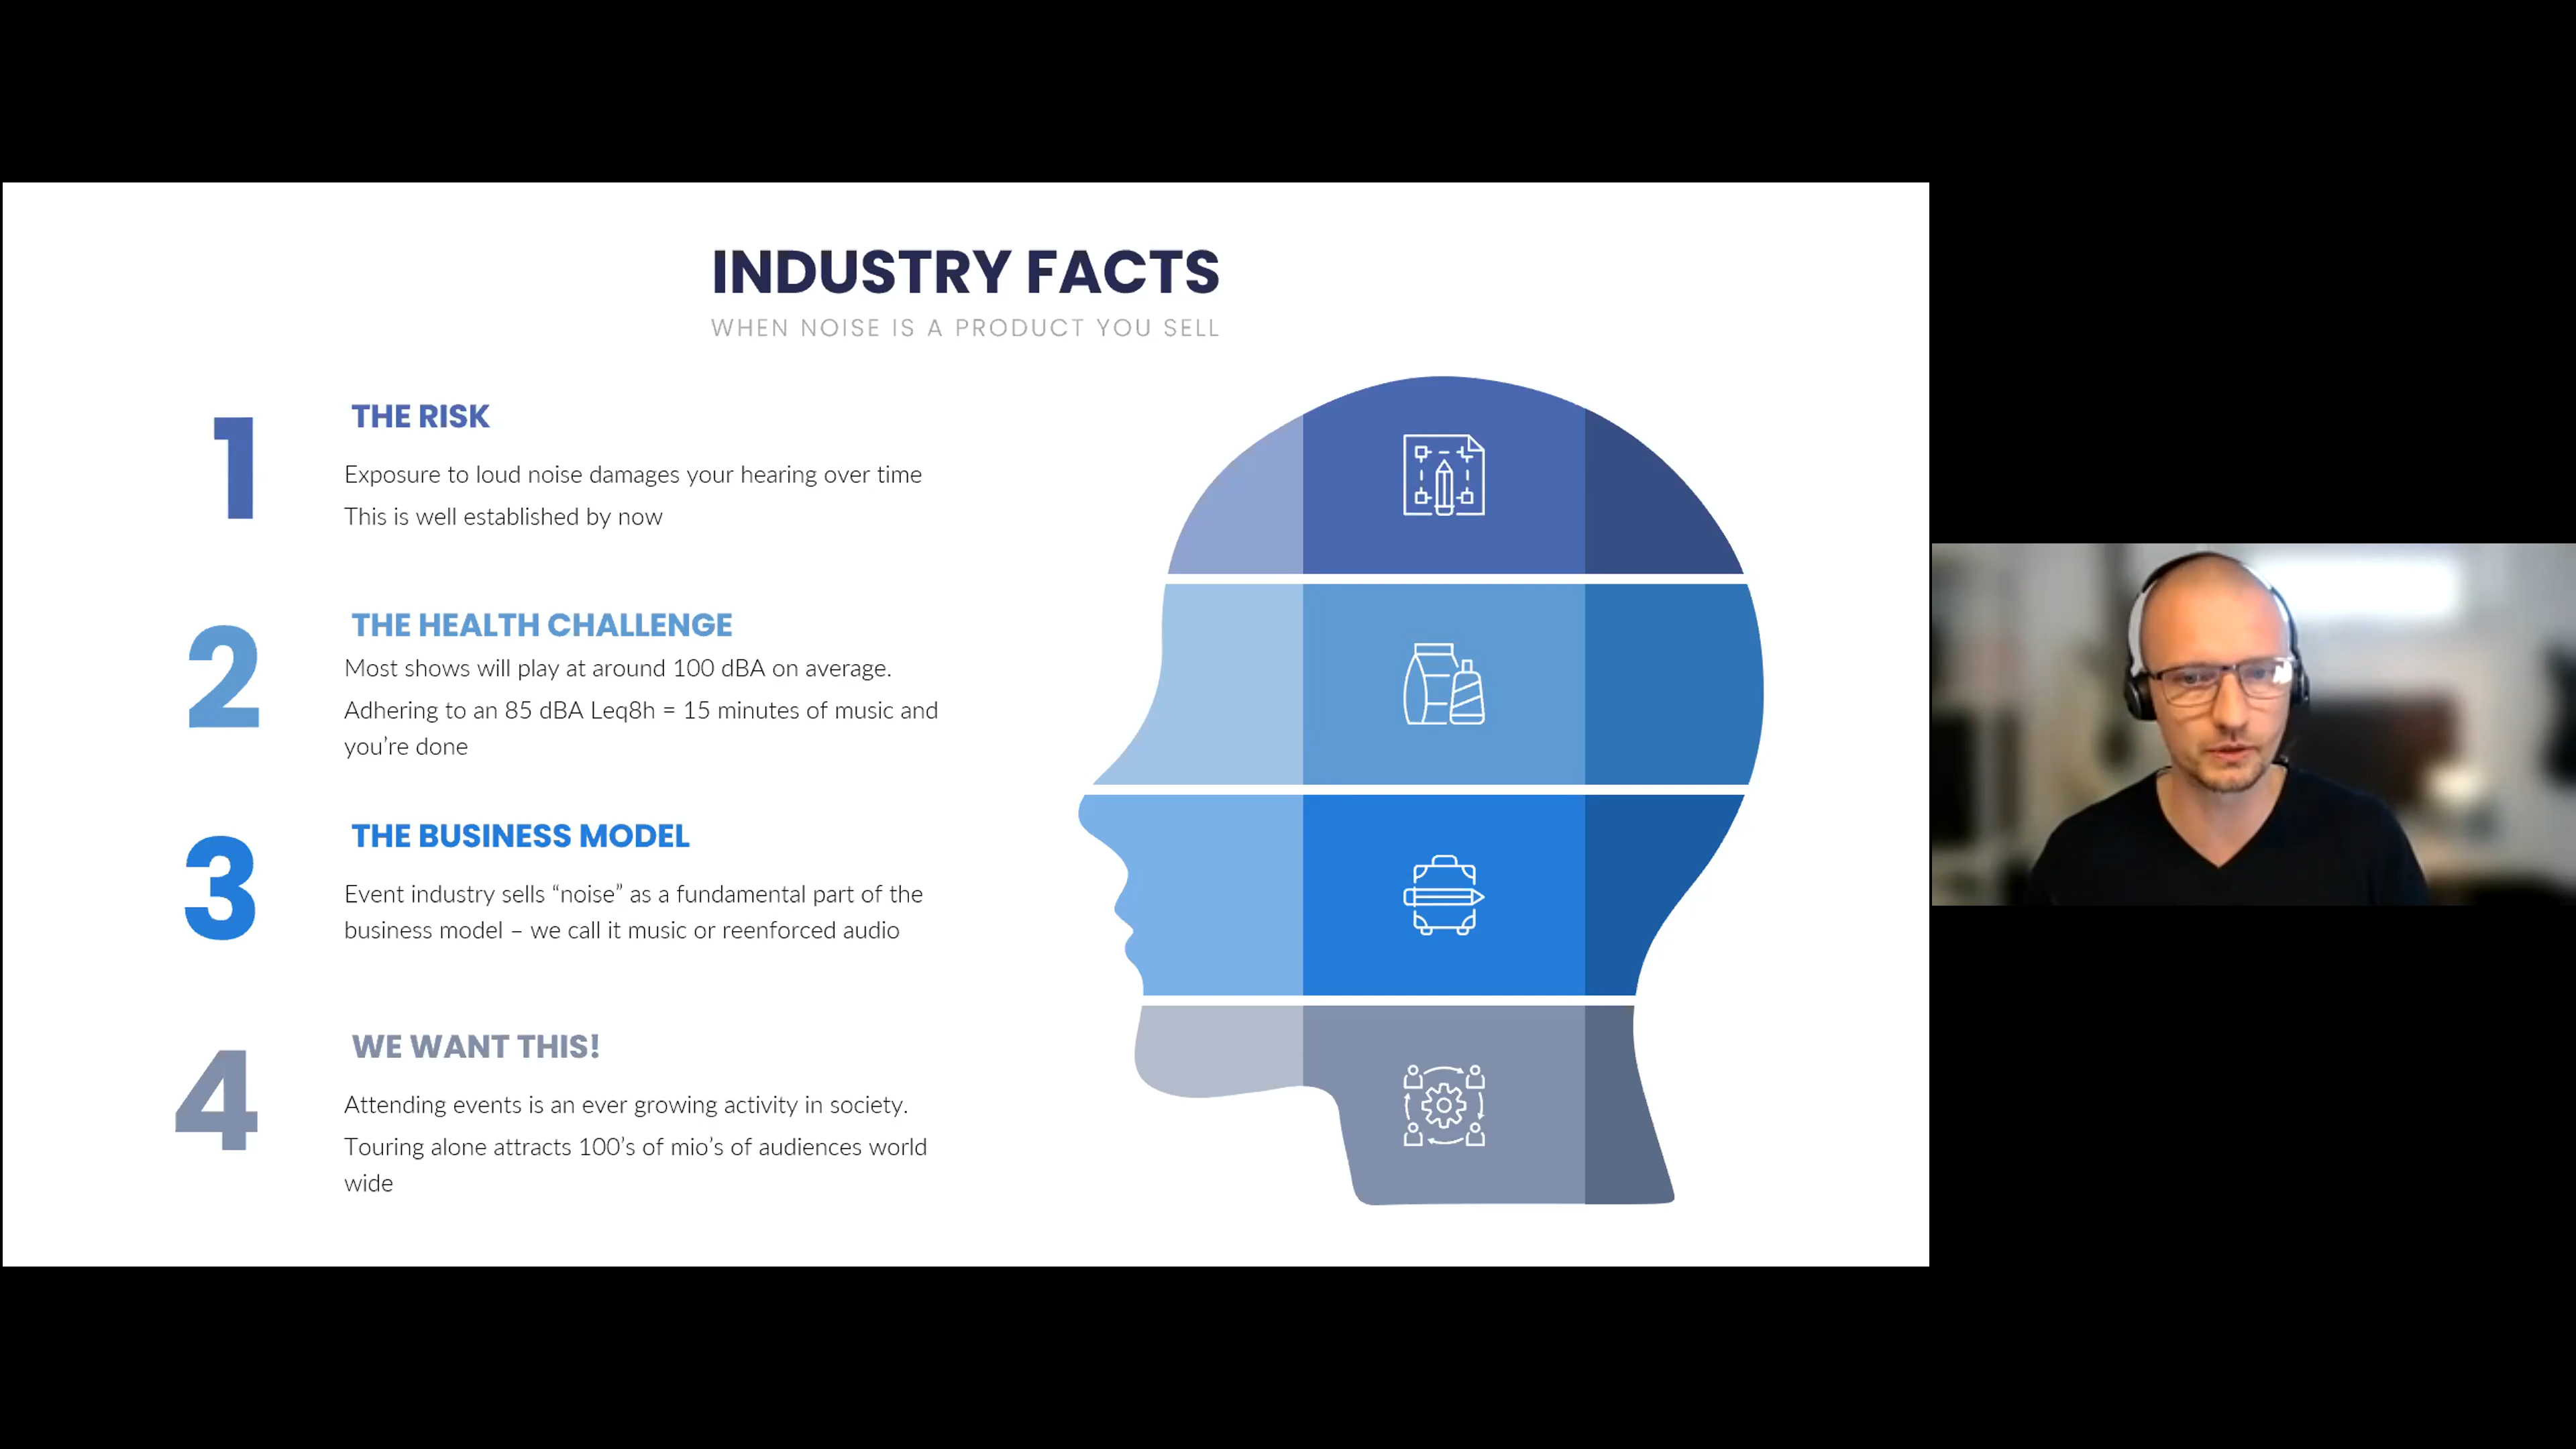 INDUSTRY FACTS
WHEN NOISE IS A PRODUCT YOU SELL
1
THE RISK
Exposure to loud noise damages your hearing over time
This is well established by now
2
THE HEALTH CHALLENGE
Most shows will play at around 100 dBA on average.
Adhering to an 85 dBA Leq8h = 15 minutes of music and
you're done
3
THE BUSINESS MODEL
Event industry sells “noise” as a fundamental part of the
business model – we call it music or reenforced audio
4
WE WANT THIS!
Attending events is an ever growing activity in society.
Touring alone attracts 100's of mio's of audiences world
wide